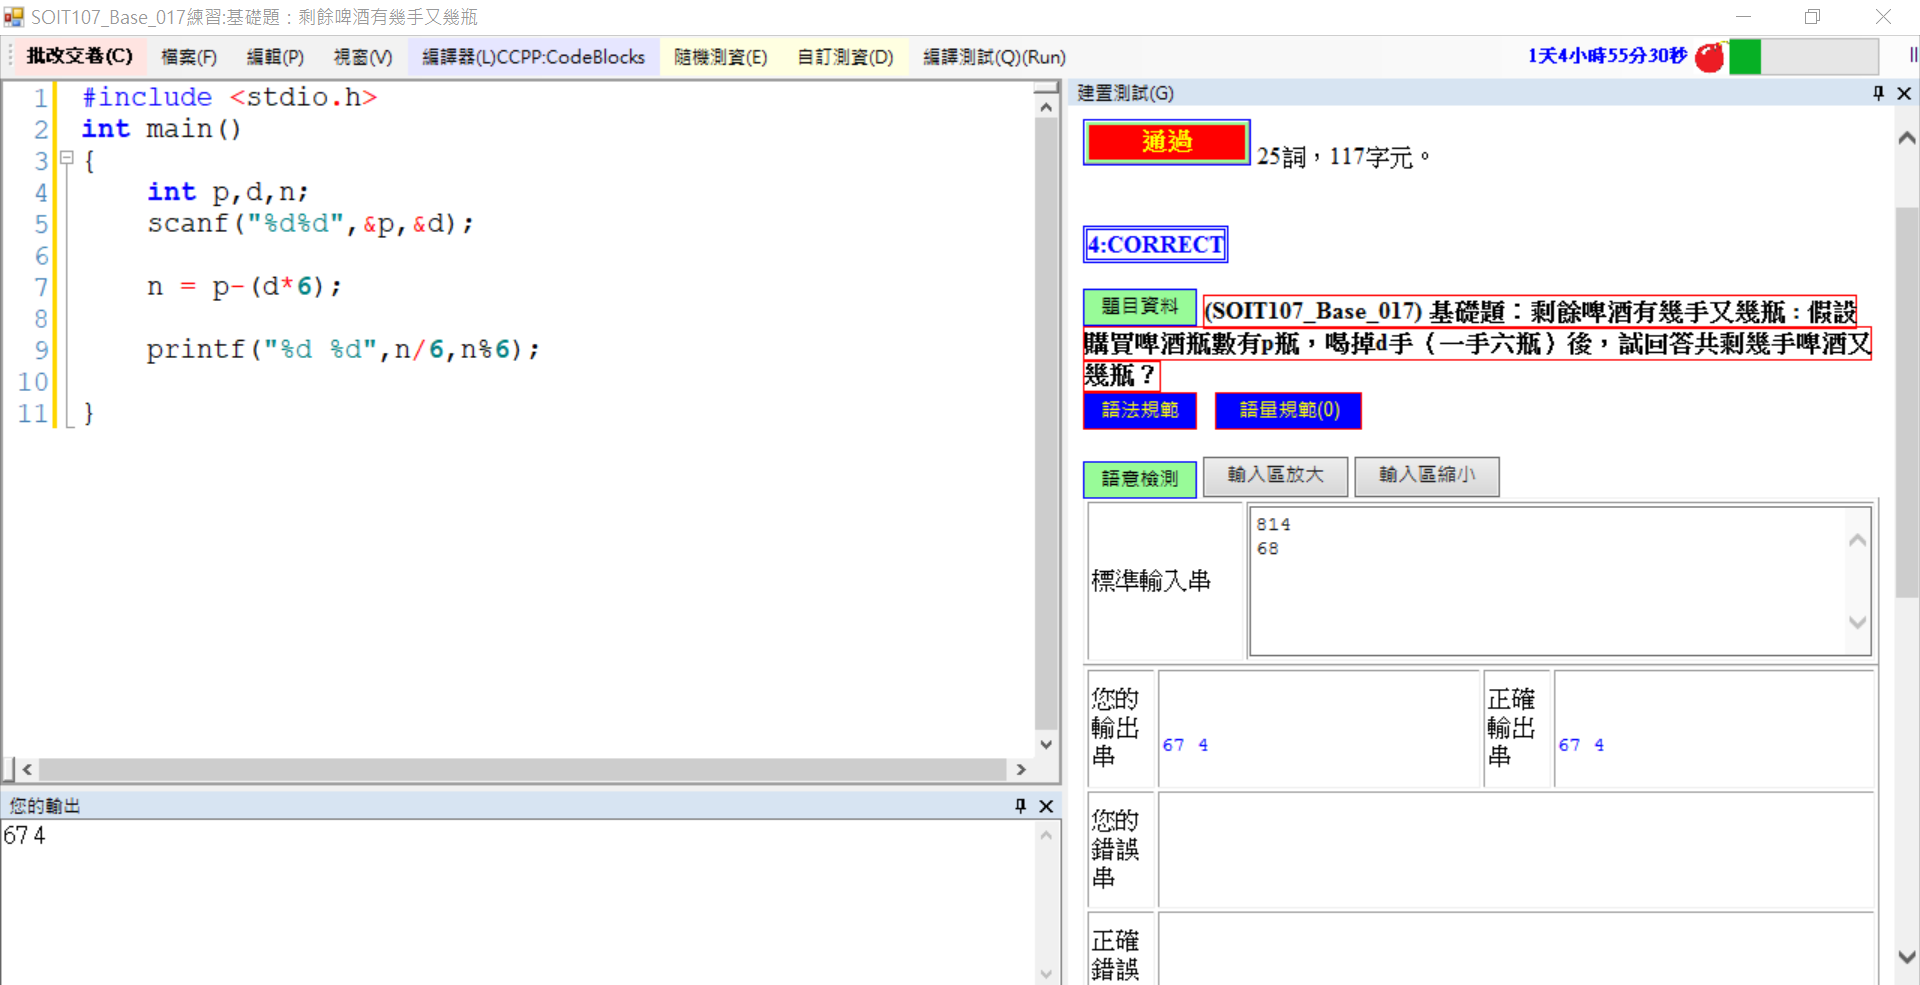 SOIT107_Base_017練習:基礎題：剩餘啤酒有幾手又幾瓶
批改交卷(C) 檔案(F) 編輯(P) 視窗(V) 編譯器(L)CCPP:CodeBlocks 隨機測資(E) 自訂測資(D) 編譯測試(Q)(Run) 1天4小時55分30秒
1 #include <stdio.h>
2 int main()
3 {
4 int p,d,n;
5 scanf("%d%d",&p,&d);
6
7 n = p-(d*6);
8
9 printf("%d %d",n/6,n%6);
10
11 }
您的輸出
67 4
建置測試(G)
通過 25詞，117字元。
4:CORRECT
題目資料 (SOIT107_Base_017) 基礎題：剩餘啤酒有幾手又幾瓶 : 假設
購買啤酒瓶數有p瓶，喝掉d手（一手六瓶）後，試回答共剩幾手啤酒又
幾瓶？
語法規範 語量規範(0)
語意檢測 輸入區放大 輸入區縮小
標準輸入串
814
68
您的
輸出
串
67 4
正確
輸出
串
67 4
您的
錯誤
串
正確
錯誤